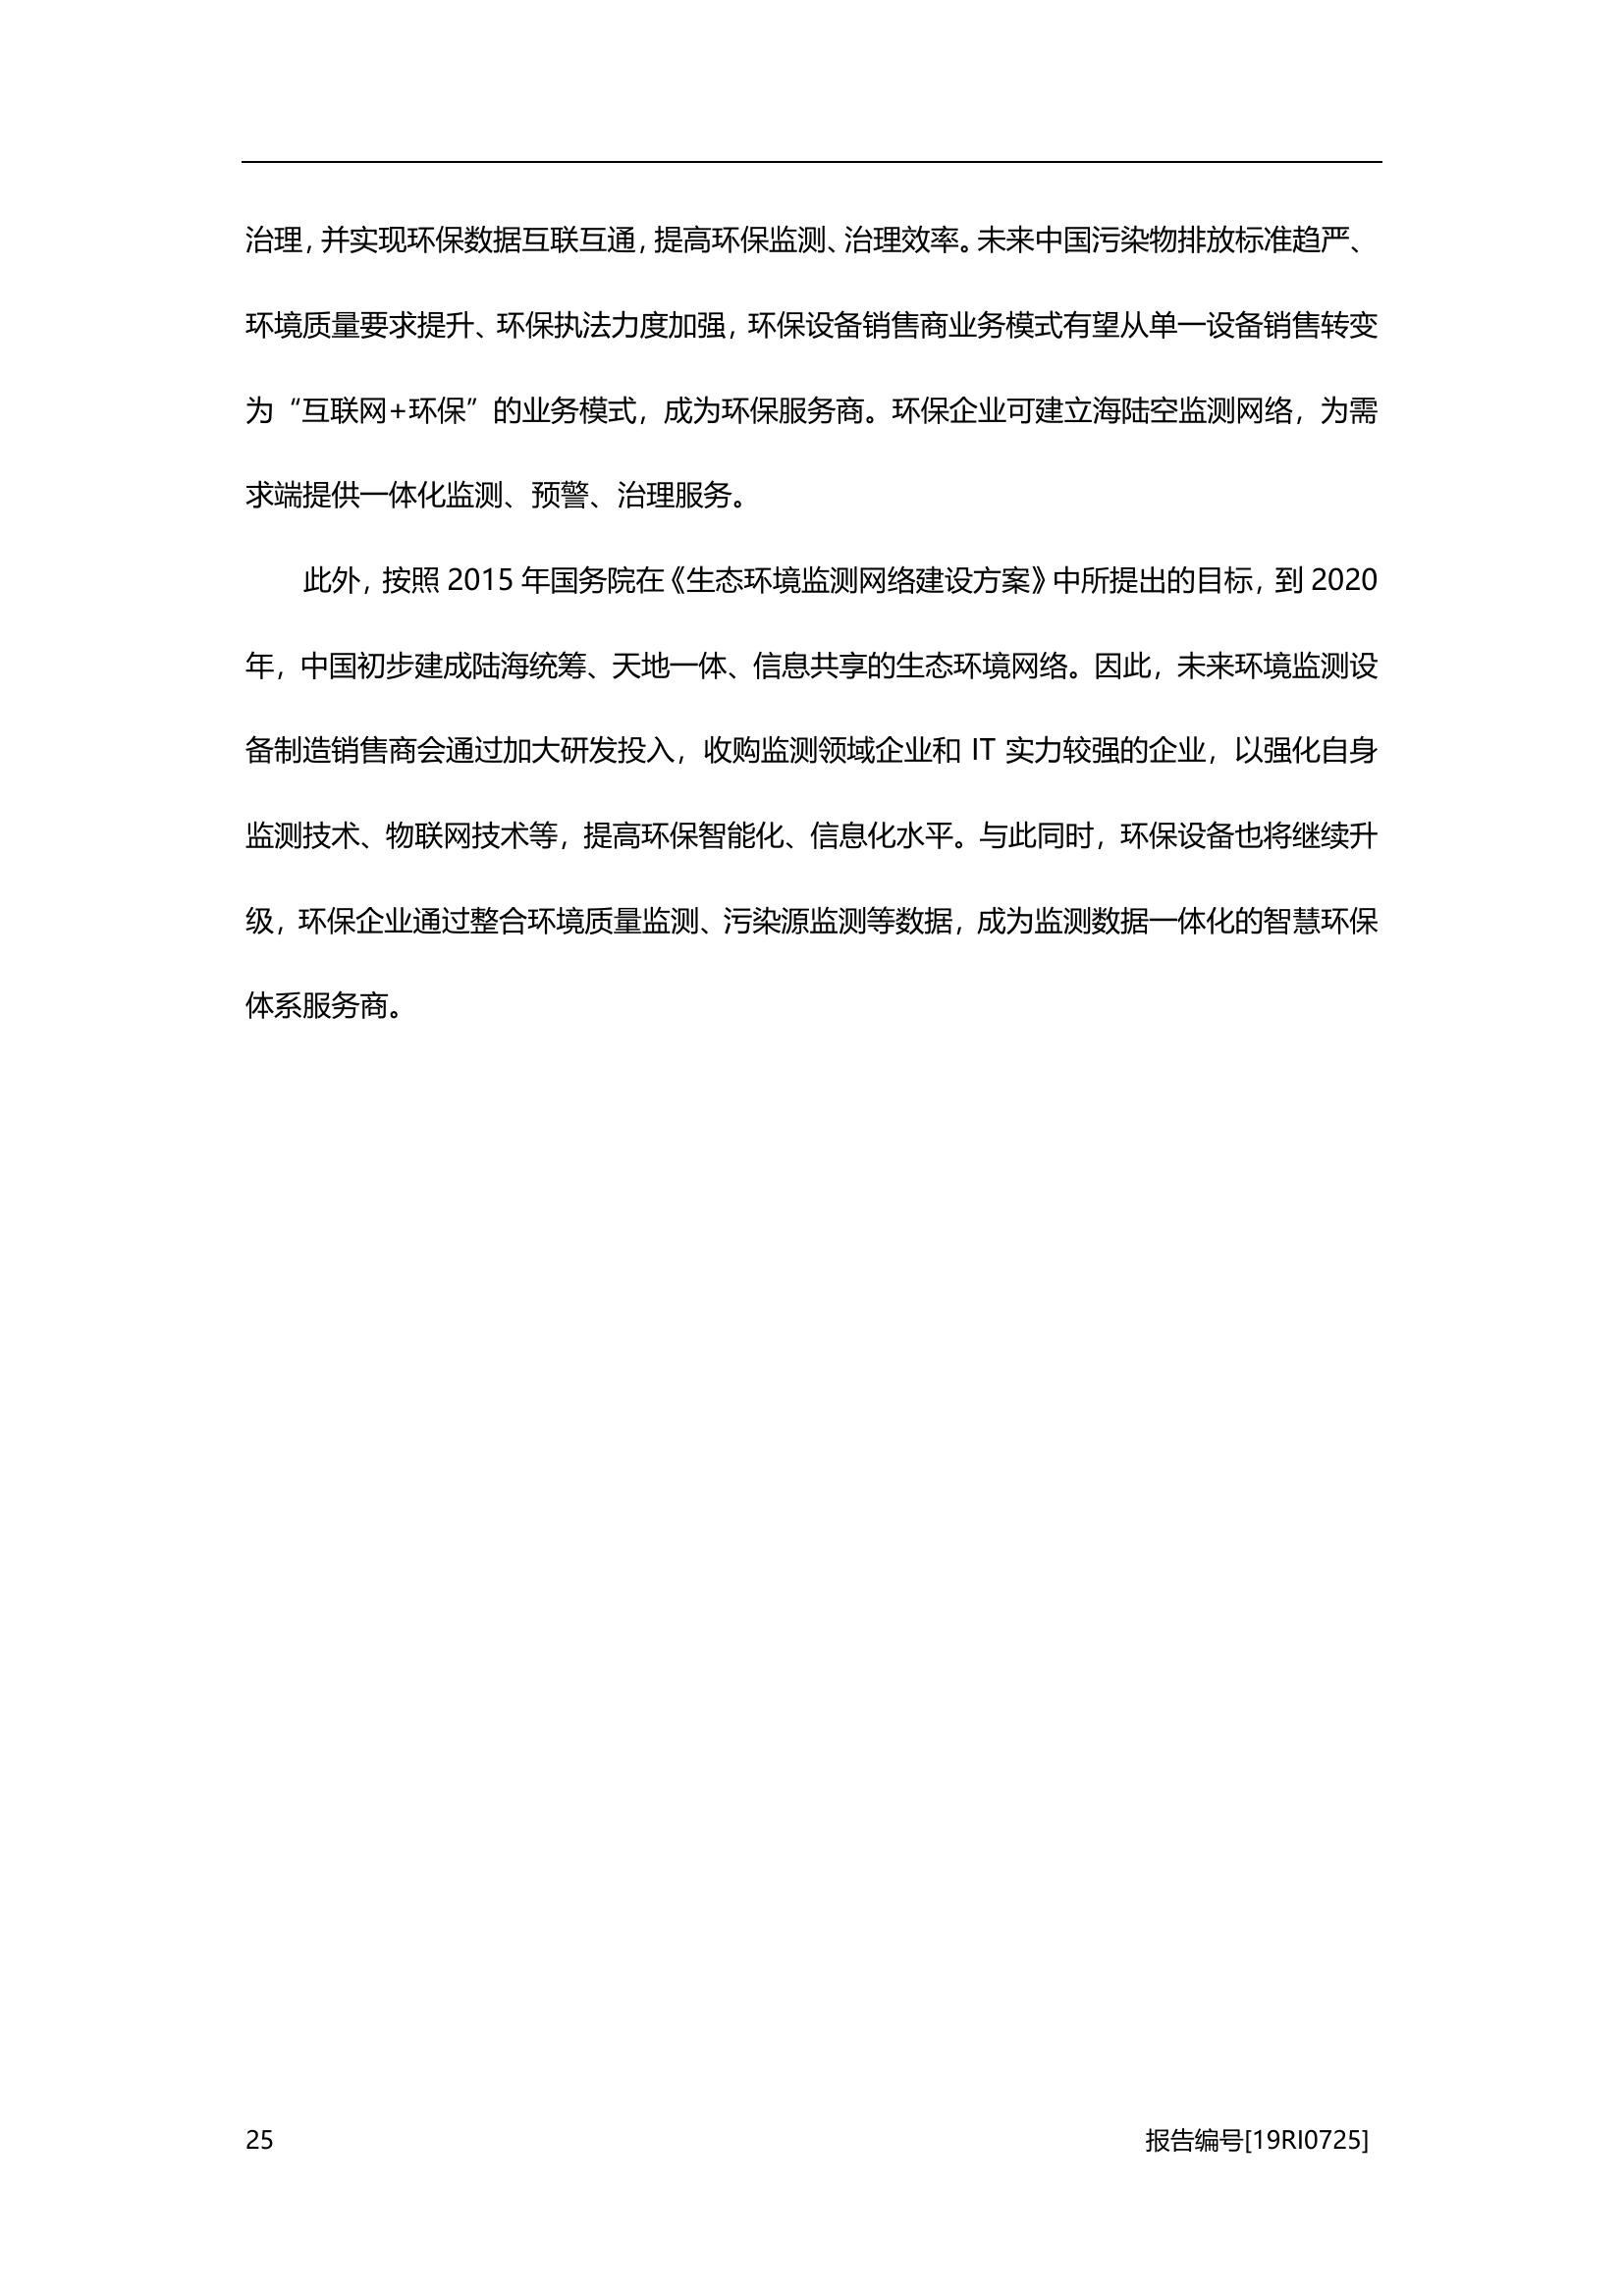 治理，并实现环保数据互联互通，提高环保监测、治理效率。未来中国污染物排放标准趋严、
环境质量要求提升、环保执法力度加强，环保设备销售商业务模式有望从单一设备销售转变
为“互联网+环保”的业务模式，成为环保服务商。环保企业可建立海陆空监测网络，为需
求端提供一体化监测、预警、治理服务。
此外，按照 2015 年国务院在《生态环境监测网络建设方案》中所提出的目标，到 2020
年，中国初步建成陆海统筹、天地一体、信息共享的生态环境网络。因此，未来环境监测设
备制造销售商会通过加大研发投入，收购监测领域企业和 IT 实力较强的企业，以强化自身
监测技术、物联网技术等，提高环保智能化、信息化水平。与此同时，环保设备也将继续升
级，环保企业通过整合环境质量监测、污染源监测等数据，成为监测数据一体化的智慧环保
体系服务商。
25 报告编号[19RI0725]